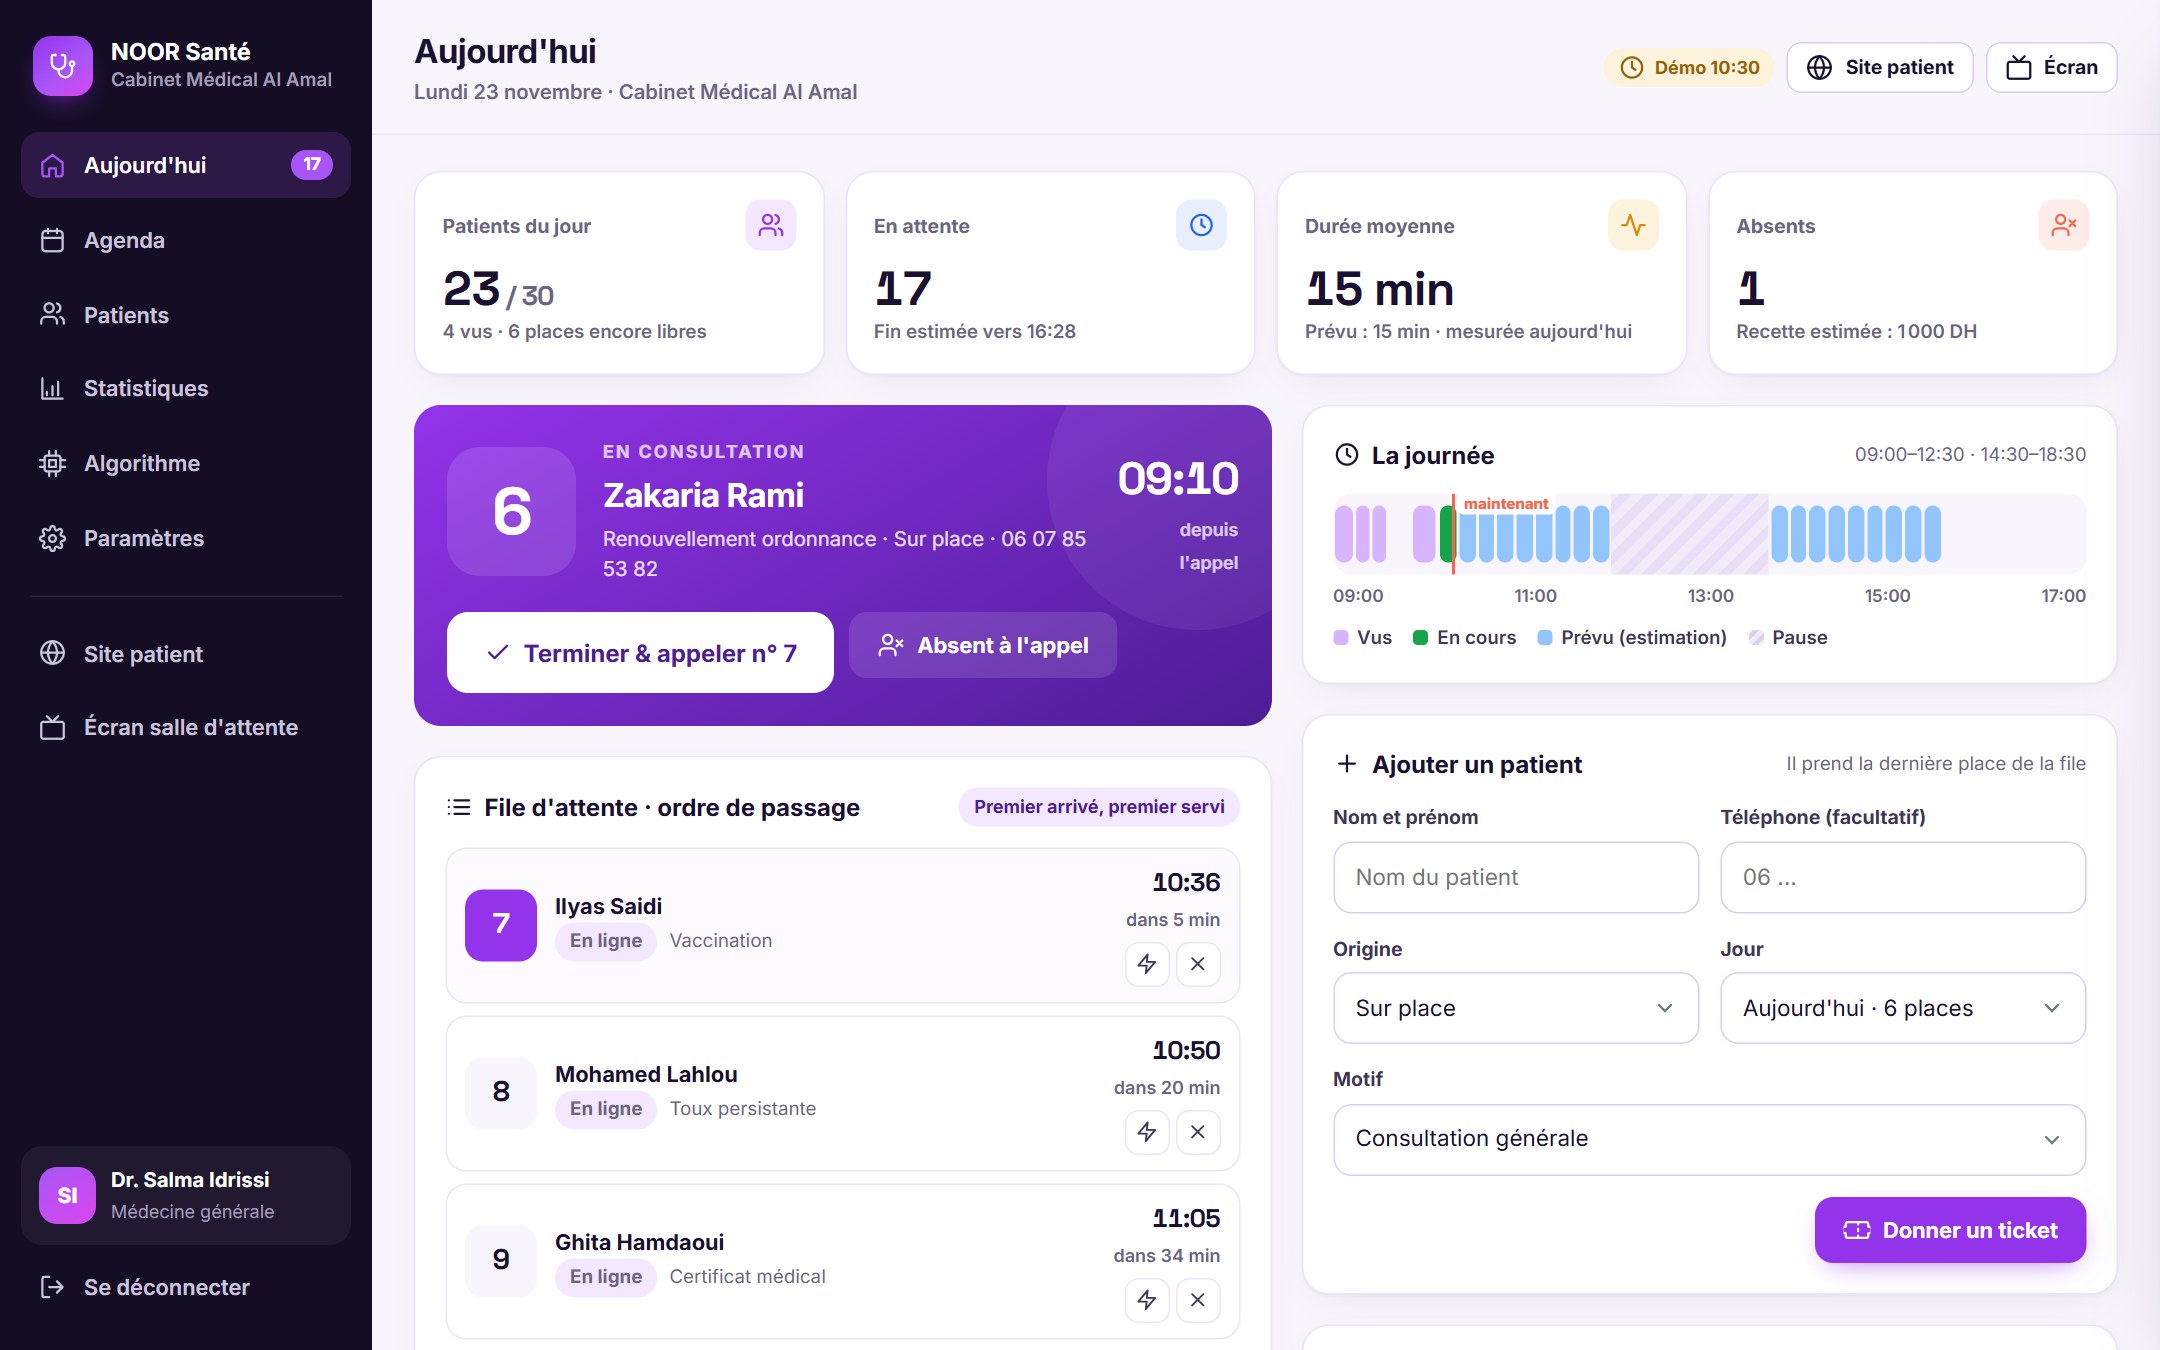 NOOR Santé
Cabinet Médical Al Amal
Aujourd'hui
17
Agenda
Patients
Statistiques
Algorithme
Paramètres
Site patient
Écran salle d'attente
SI
Dr. Salma Idrissi
Médecine générale
Se déconnecter
Aujourd'hui
Lundi 23 novembre · Cabinet Médical Al Amal
Démo 10:30
Site patient
Écran
Patients du jour
23 / 30
4 vus · 6 places encore libres
En attente
17
Fin estimée vers 16:28
Durée moyenne
15 min
Prévu : 15 min · mesurée aujourd'hui
Absents
1
Recette estimée : 1 000 DH
6
EN CONSULTATION
Zakaria Rami
Renouvellement ordonnance · Sur place · 06 07 85
53 82
09:10
depuis
l'appel
Terminer & appeler n° 7
Absent à l'appel
File d'attente · ordre de passage
Premier arrivé, premier servi
7
Ilyas Saidi
En ligne
Vaccination
10:36
dans 5 min
8
Mohamed Lahlou
En ligne
Toux persistante
10:50
dans 20 min
9
Ghita Hamdaoui
En ligne
Certificat médical
11:05
dans 34 min
La journée
09:00–12:30 · 14:30–18:30
maintenant
09:00 11:00 13:00 15:00 17:00
Vus En cours Prévu (estimation) Pause
Ajouter un patient
Il prend la dernière place de la file
Nom et prénom
Nom du patient
Téléphone (facultatif)
06 ...
Origine
Sur place
Jour
Aujourd'hui · 6 places
Motif
Consultation générale
Donner un ticket